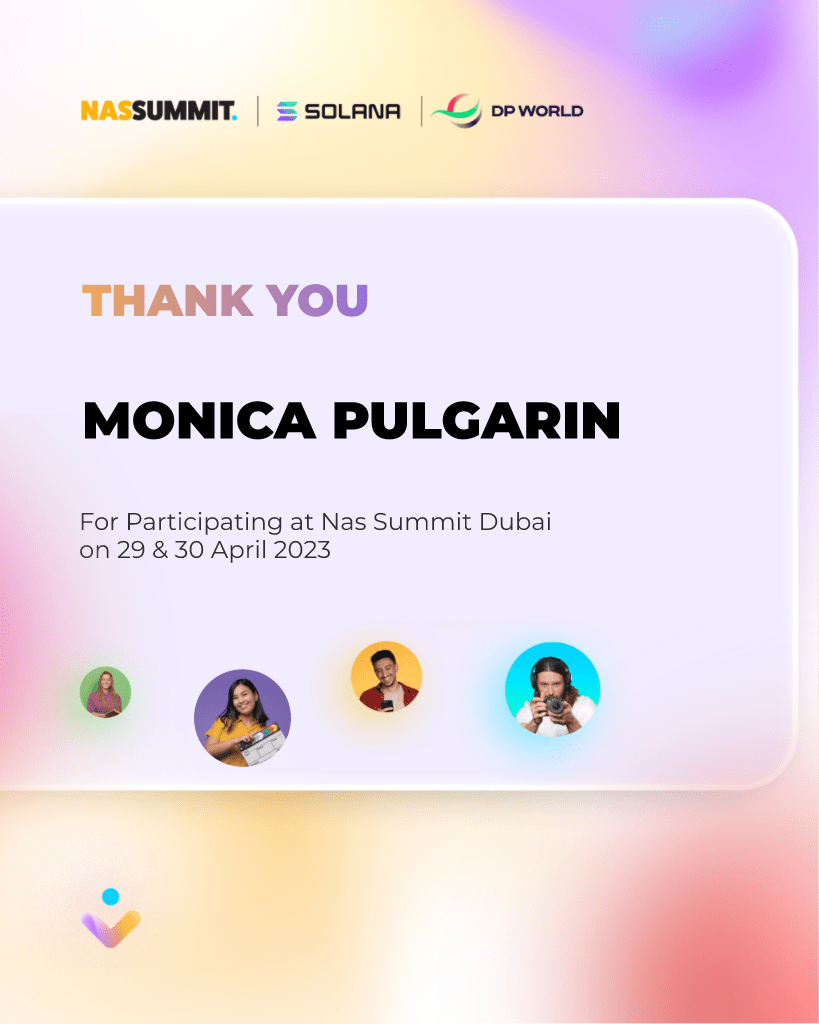 NASSUMMIT. | SOLANA | DP WORLD
THANK YOU
MONICA PULGARIN
For Participating at Nas Summit Dubai
on 29 & 30 April 2023